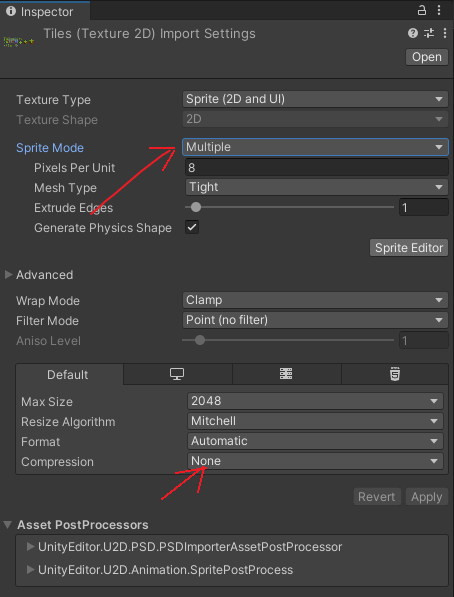 Inspector
Tiles (Texture 2D) Import Settings
Open
Texture Type Sprite (2D and UI)
Texture Shape 2D
Sprite Mode Multiple
Pixels Per Unit 8
Mesh Type Tight
Extrude Edges 1
Generate Physics Shape
Sprite Editor
Advanced
Wrap Mode Clamp
Filter Mode Point (no filter)
Aniso Level 1
Default
Max Size 2048
Resize Algorithm Mitchell
Format Automatic
Compression None
Revert Apply
Asset PostProcessors
UnityEditor.U2D.PSD.PSDImporterAssetPostProcessor
UnityEditor.U2D.Animation.SpritePostProcess